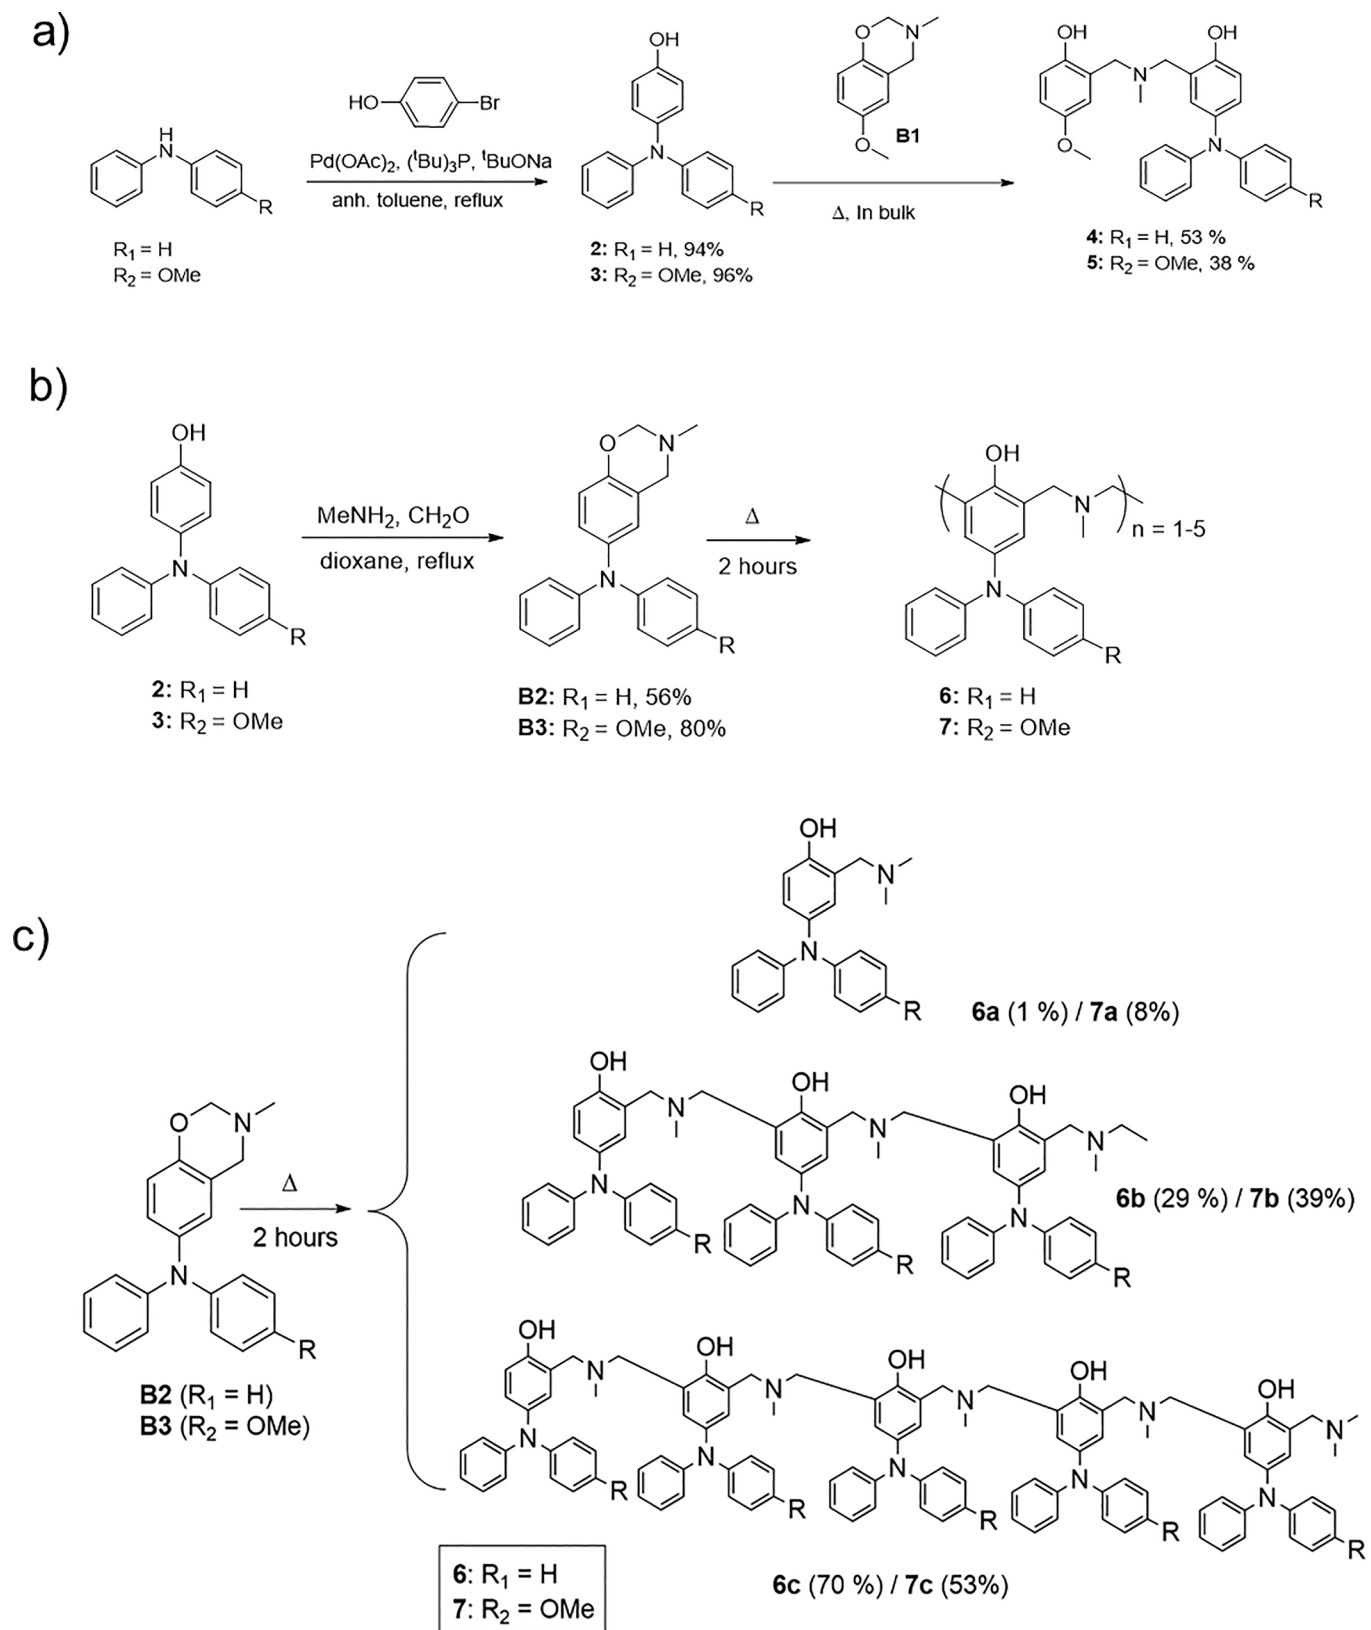 a)
HO
Br
H
N
R
R₁ = H
R₂ = OMe
Pd(OAc)₂, (ᵗBu)₃P, ᵗBuONa
anh. toluene, reflux
OH
N
R
2: R₁ = H, 94%
3: R₂ = OMe, 96%
O
N
O
B1
Δ, In bulk
OH
OH
N
O
N
R
4: R₁ = H, 53 %
5: R₂ = OMe, 38 %
b)
OH
N
R
2: R₁ = H
3: R₂ = OMe
MeNH₂, CH₂O
dioxane, reflux
O
N
N
R
B2: R₁ = H, 56%
B3: R₂ = OMe, 80%
Δ
2 hours
OH
N
n = 1-5
N
R
6: R₁ = H
7: R₂ = OMe
c)
O
N
N
R
B2 (R₁ = H)
B3 (R₂ = OMe)
Δ
2 hours
OH
N
N
R
6a (1 %) / 7a (8%)
OH
OH
OH
N
N
N
N
N
N
R
R
R
6b (29 %) / 7b (39%)
OH
OH
OH
OH
OH
N
N
N
N
N
N
N
N
N
N
R
R
R
R
R
6c (70 %) / 7c (53%)
6: R₁ = H
7: R₂ = OMe